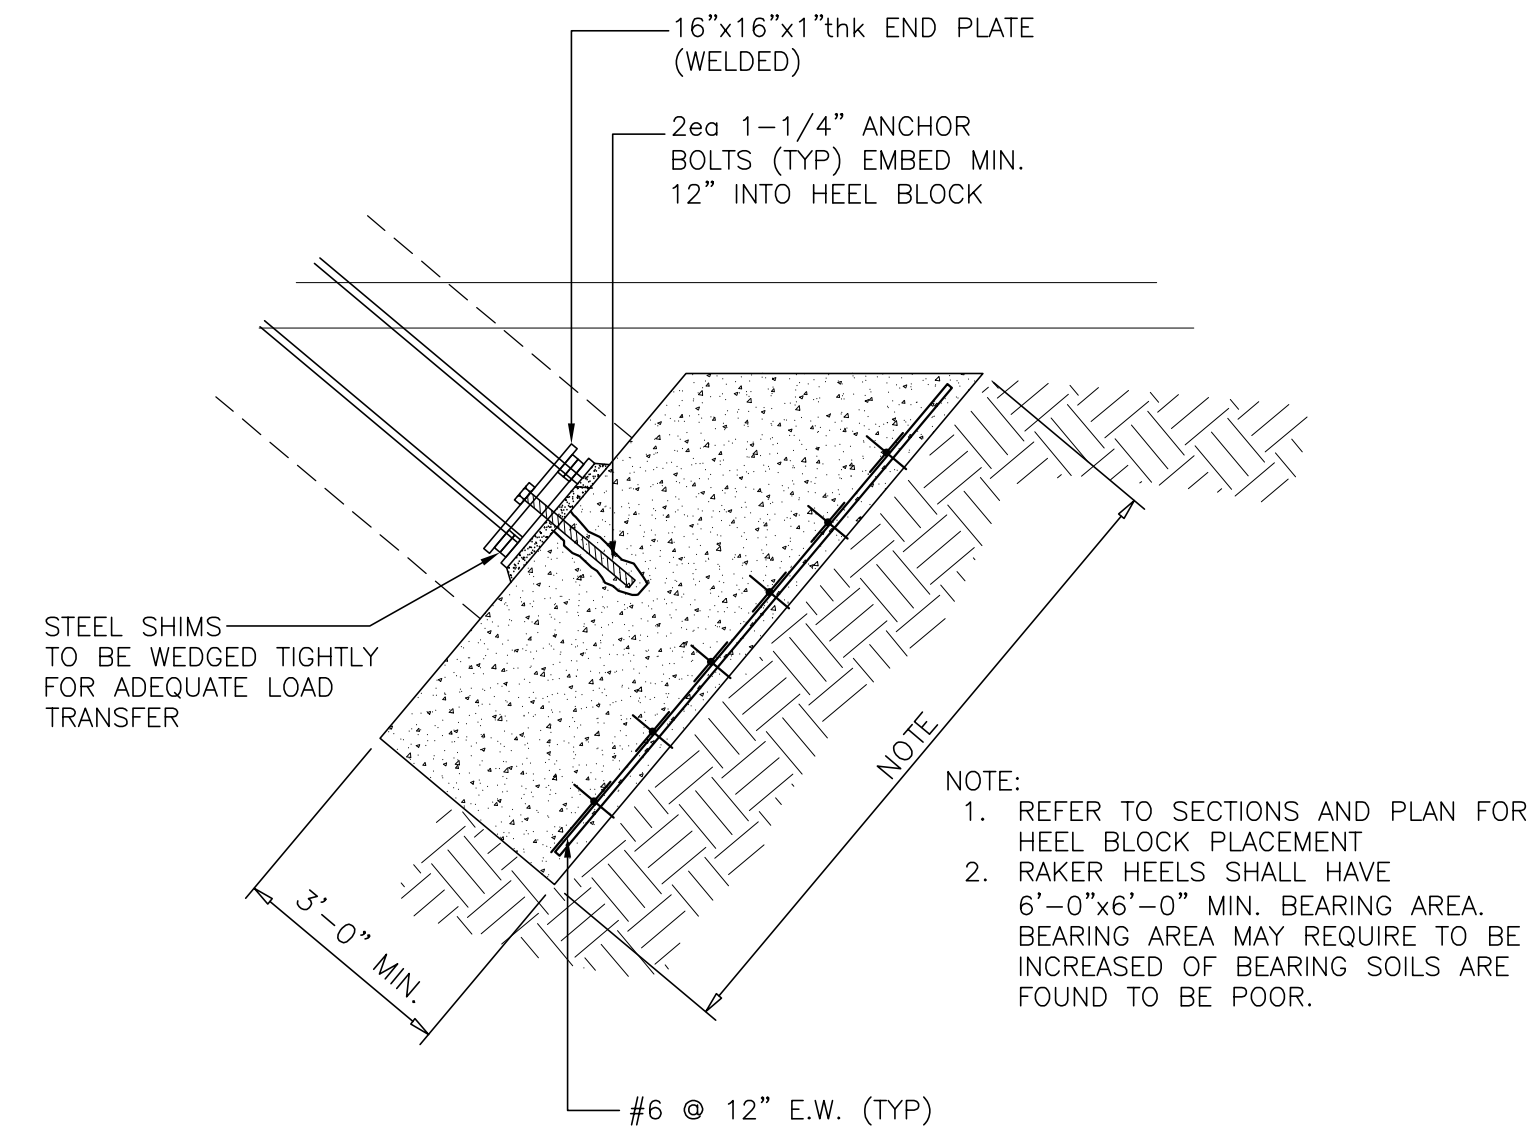 16”x16”x1”thk END PLATE
(WELDED)
2ea 1-1/4” ANCHOR
BOLTS (TYP) EMBED MIN.
12” INTO HEEL BLOCK
STEEL SHIMS
TO BE WEDGED TIGHTLY
FOR ADEQUATE LOAD
TRANSFER
3’-0” MIN.
NOTE
NOTE:
1. REFER TO SECTIONS AND PLAN FOR
HEEL BLOCK PLACEMENT
2. RAKER HEELS SHALL HAVE
6’-0”x6’-0” MIN. BEARING AREA.
BEARING AREA MAY REQUIRE TO BE
INCREASED OF BEARING SOILS ARE
FOUND TO BE POOR.
#6 @ 12” E.W. (TYP)